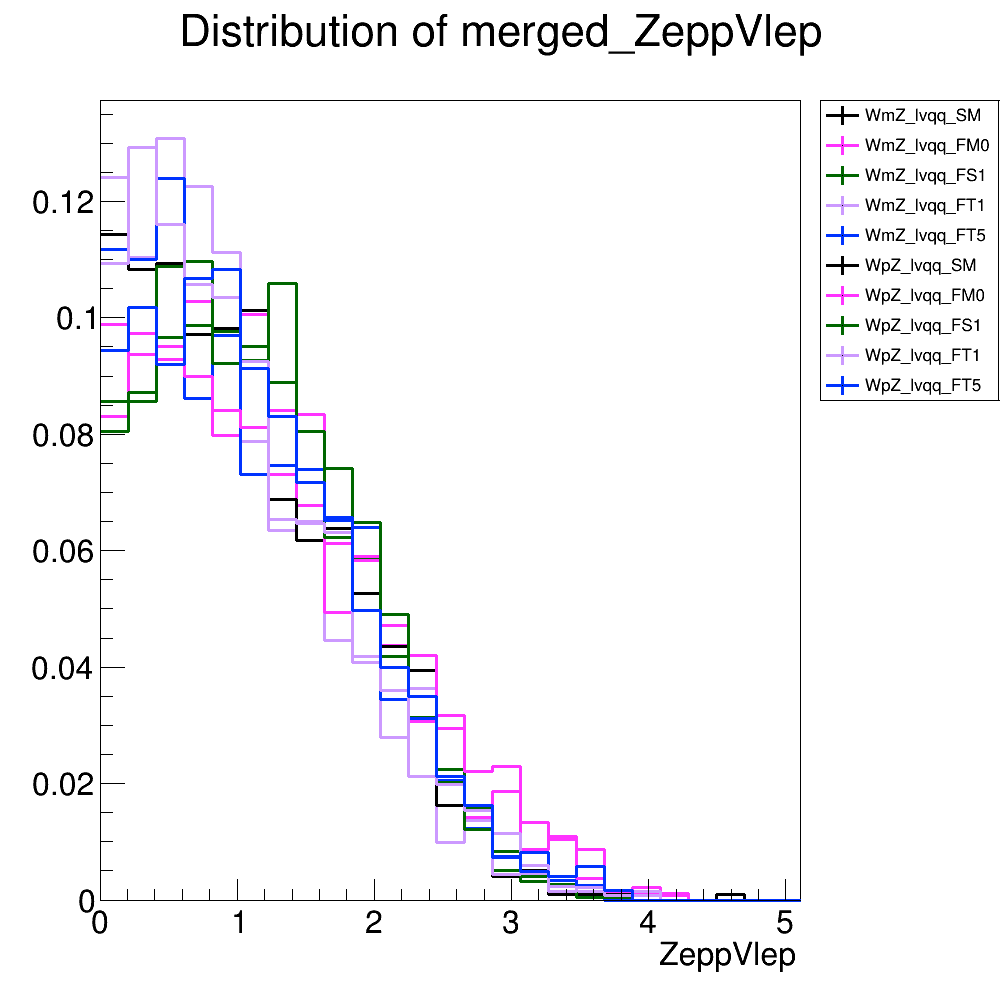 Distribution of merged_ZeppVlep
WmZ_lvqq_SM
WmZ_lvqq_FM0
WmZ_lvqq_FS1
WmZ_lvqq_FT1
WmZ_lvqq_FT5
WpZ_lvqq_SM
WpZ_lvqq_FM0
WpZ_lvqq_FS1
WpZ_lvqq_FT1
WpZ_lvqq_FT5
0.12
0.1
0.08
0.06
0.04
0.02
0
0 1 2 3 4 5
ZeppVlep